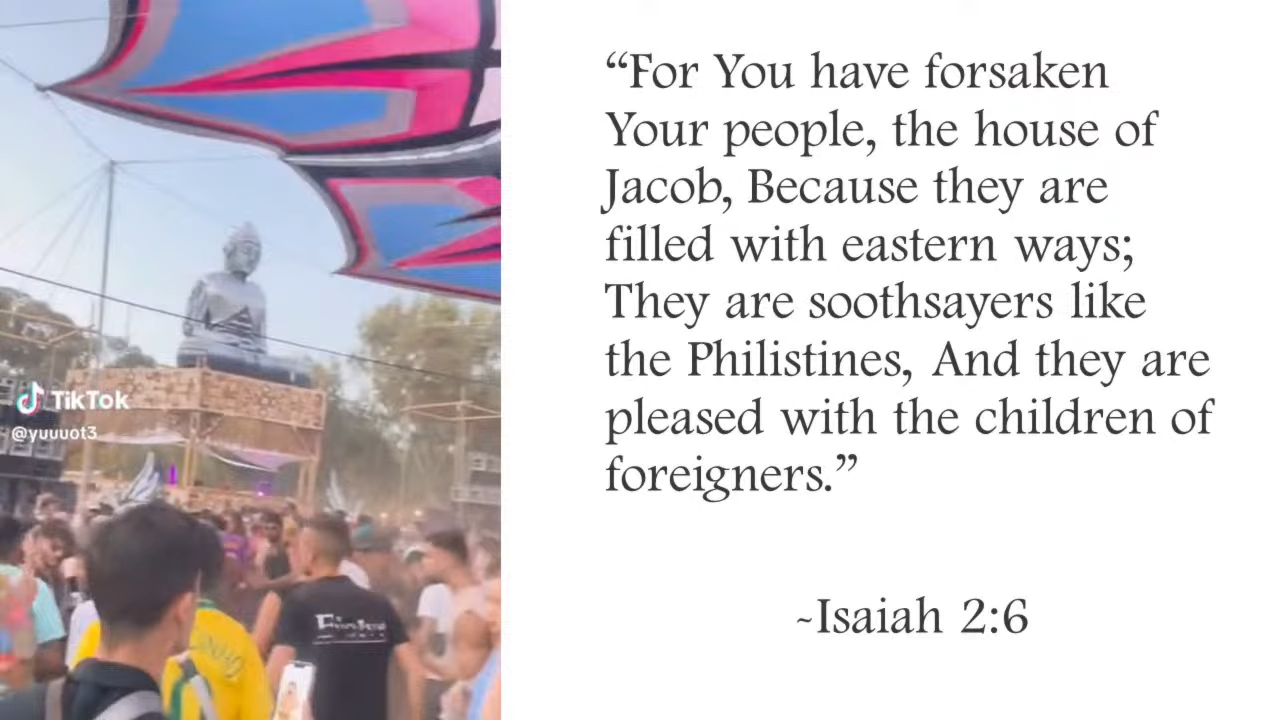 “For You have forsaken
Your people, the house of
Jacob, Because they are
filled with eastern ways;
They are soothsayers like
the Philistines, And they are
pleased with the children of
foreigners.”
~Isaiah 2:6
TikTok
@yuuuot3